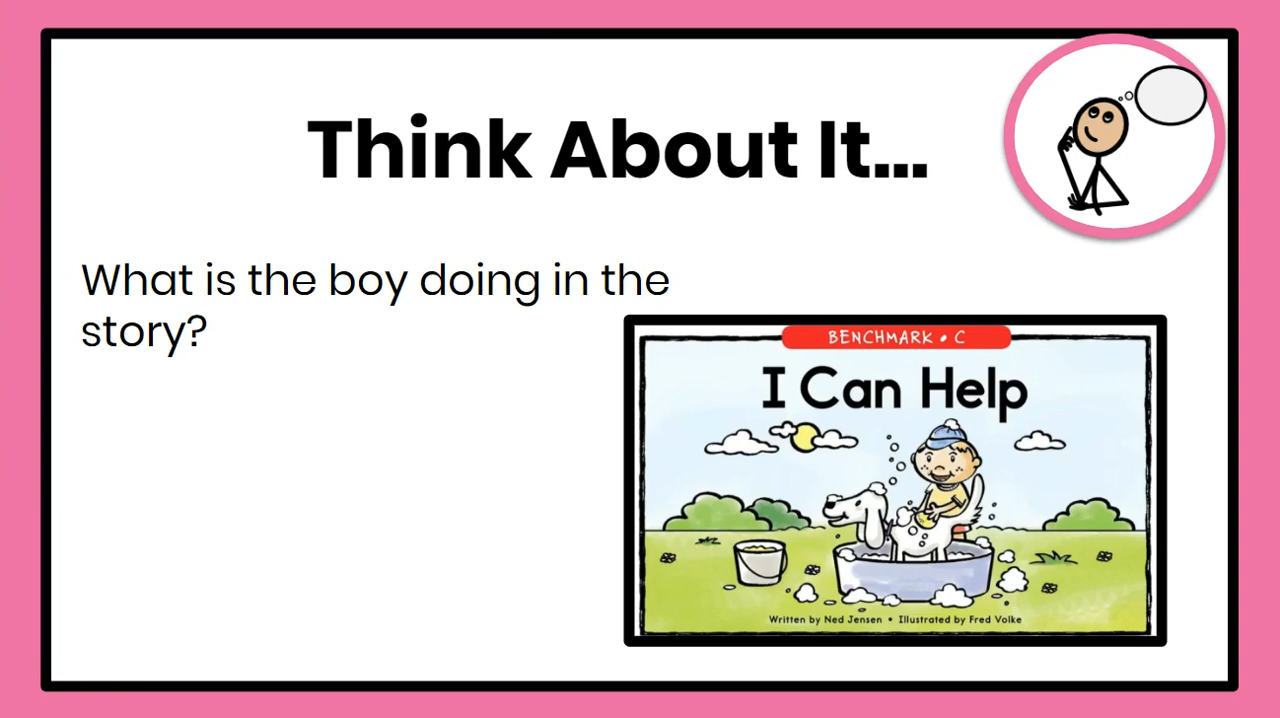 Think About It...
What is the boy doing in the
story?
BENCHMARK • C
I Can Help
Written by Ned Jensen • Illustrated by Fred Volke